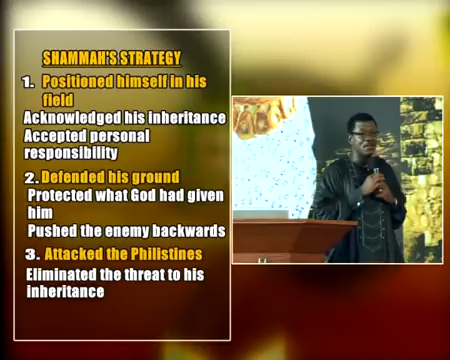 SHAMMAH'S STRATEGY
1. Positioned himself in his
field
Acknowledged his inheritance
Accepted personal
responsibility
2. Defended his ground
Protected what God had given
him
Pushed the enemy backwards
3. Attacked the Philistines
Eliminated the threat to his
inheritance